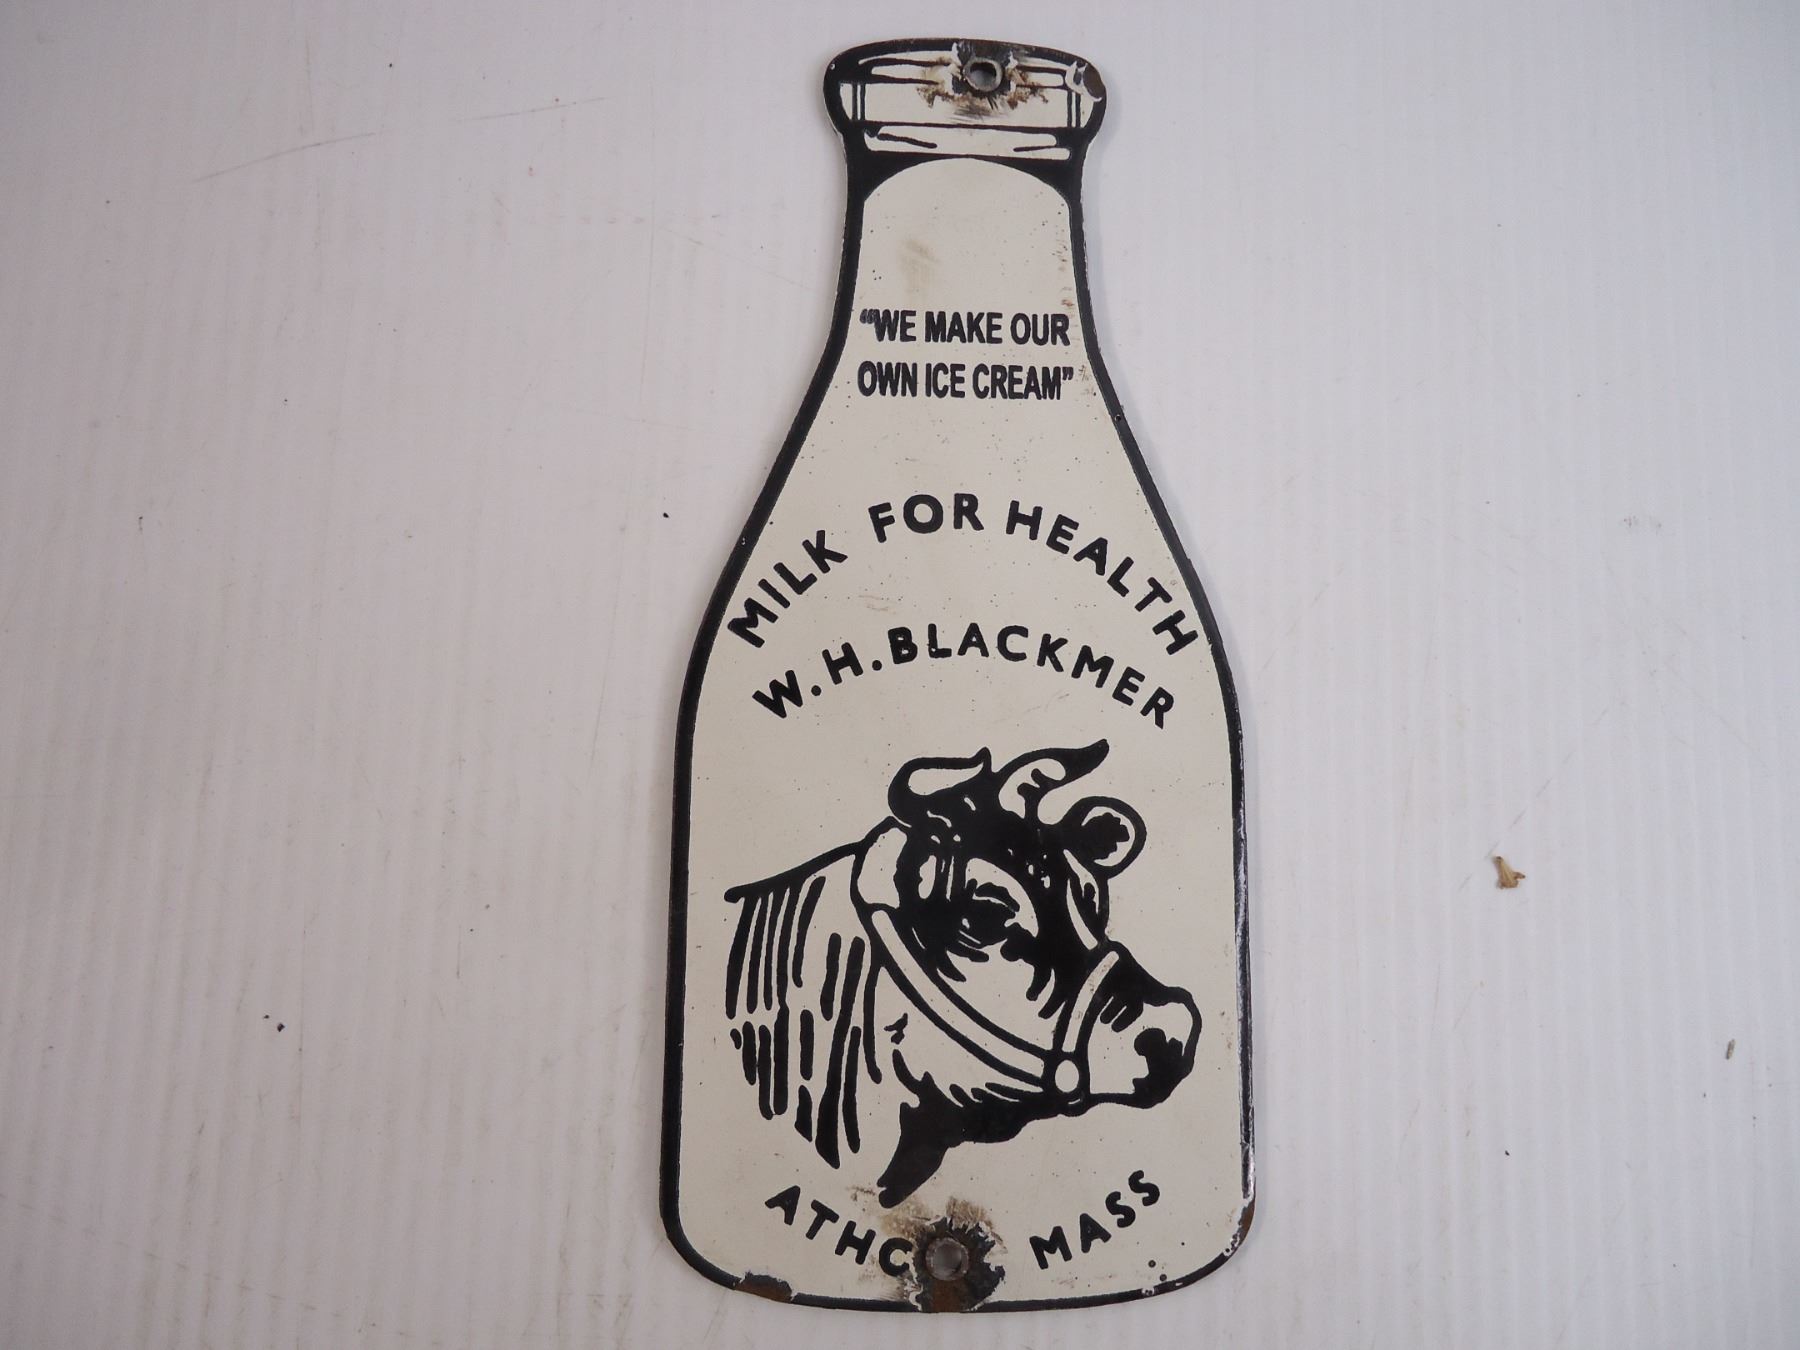 “WE MAKE OUR
OWN ICE CREAM”
MILK FOR HEALTH
W.H. BLACKMER
MASS